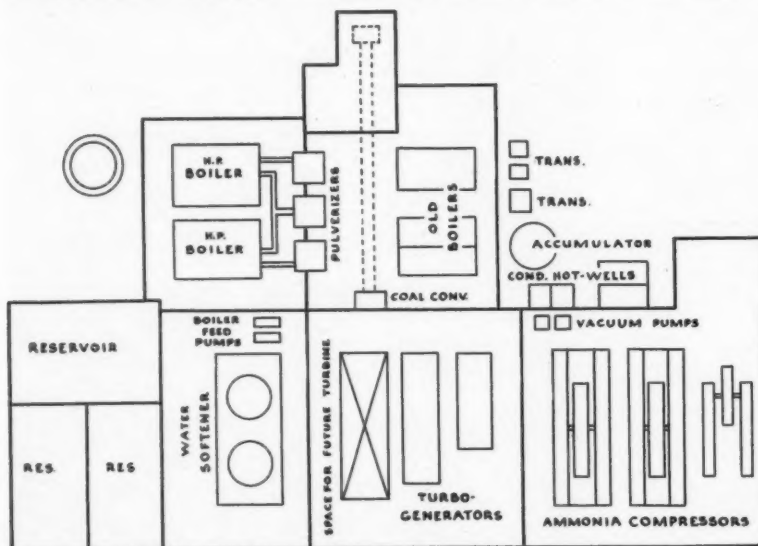 H.P.
BOILER
H.P.
BOILER
PULVERIZERS
OLD
BOILERS
TRANS.
TRANS.
ACCUMULATOR
COND. HOT-WELLS
COAL CONV.
RESERVOIR
BOILER
FEED
PUMPS
VACUUM PUMPS
WATER
SOFTENER
SPACE FOR FUTURE TURBINE
RES.
RES
TURBO-
GENERATORS
AMMONIA COMPRESSORS